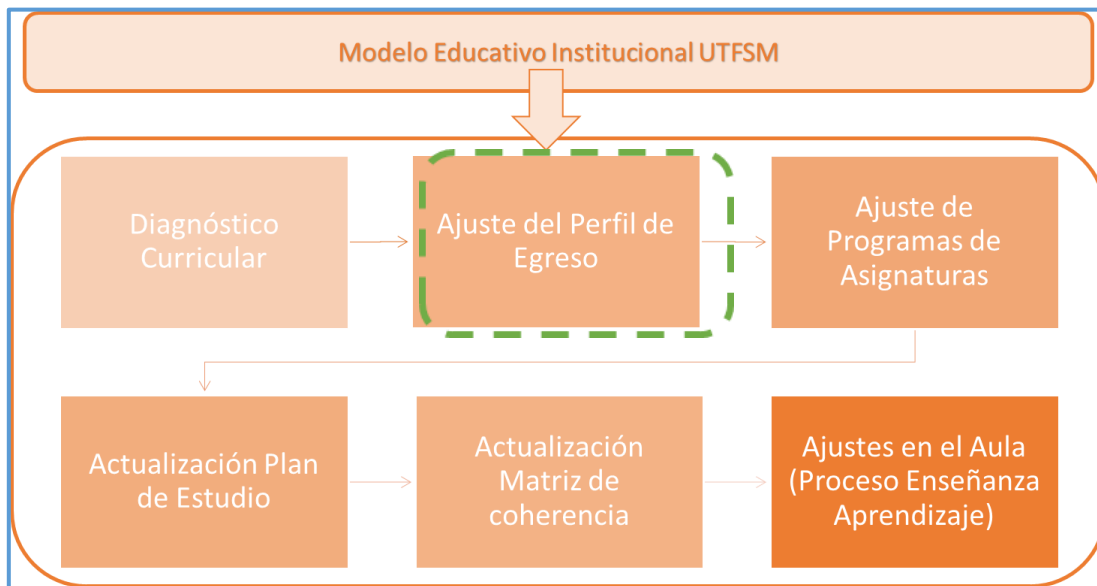 Modelo Educativo Institucional UTFSM
Diagnóstico
Curricular
Ajuste del Perfil de
Egreso
Ajuste de
Programas de
Asignaturas
Actualización Plan
de Estudio
Actualización
Matriz de
coherencia
Ajustes en el Aula
(Proceso Enseñanza
Aprendizaje)